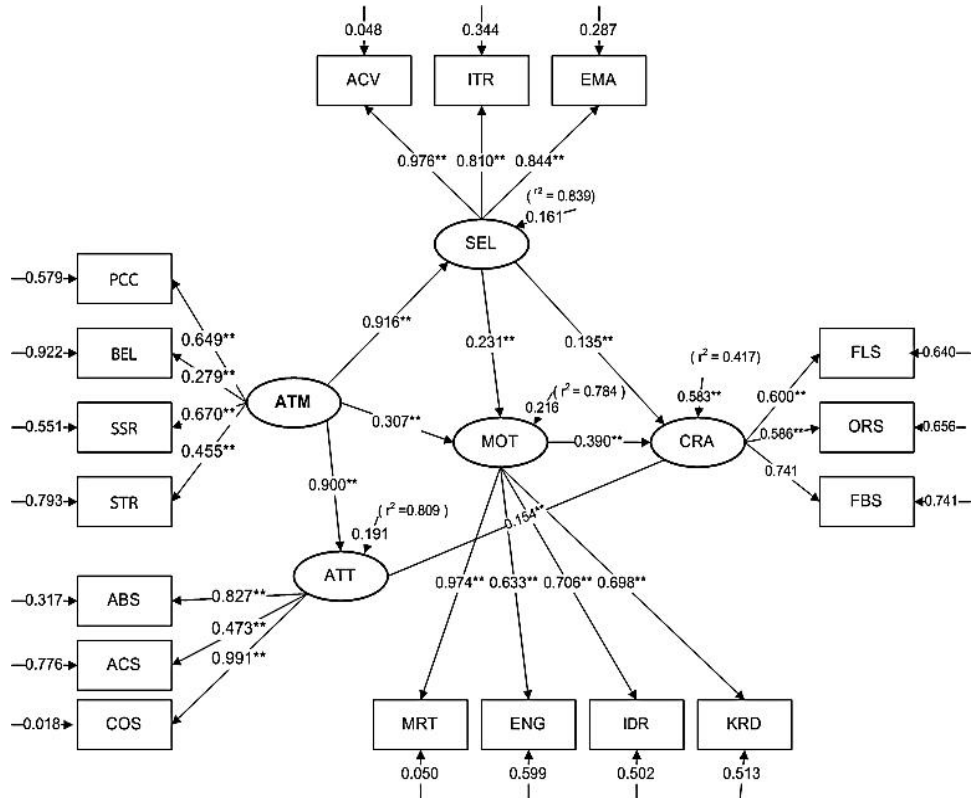 0.048
0.344
0.287
ACV
ITR
EMA
0.976**
0.810**
0.844**
( r² = 0.839)
0.161
SEL
0.579
PCC
0.649**
0.916**
0.922
BEL
0.279**
0.231**
0.135**
( r² = 0.417)
FLS
0.640
ATM
( r² = 0.784)
0.583**
0.600**
0.551
SSR
0.670**
0.307**
0.216
MOT
0.390**
CRA
0.586**
ORS
0.656
0.455**
0.793
STR
0.900**
0.741
FBS
0.741
( r² =0.809 )
0.154**
0.191
ATT
0.317
ABS
0.827**
0.974**
0.633**
0.706**
0.698**
0.473**
0.776
ACS
0.991**
0.018
COS
MRT
ENG
IDR
KRD
0.050
0.599
0.502
0.513